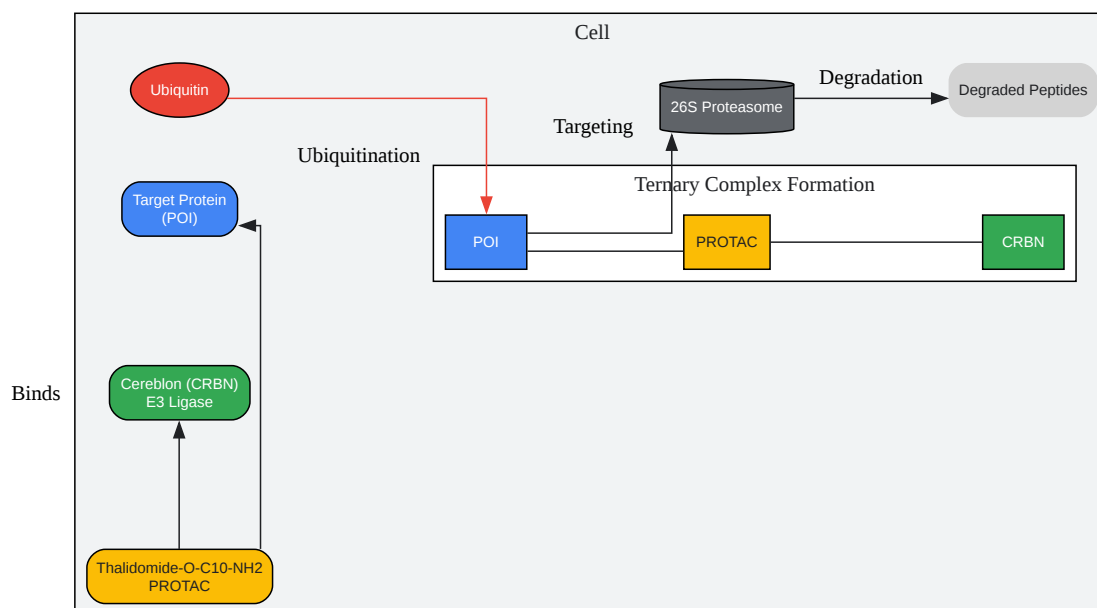 Cell
Ubiquitin
26S Proteasome
Degradation
Degraded Peptides
Targeting
Ubiquitination
Ternary Complex Formation
Target Protein
(POI)
POI
PROTAC
CRBN
Cereblon (CRBN)
E3 Ligase
Binds
Thalidomide-O-C10-NH2
PROTAC